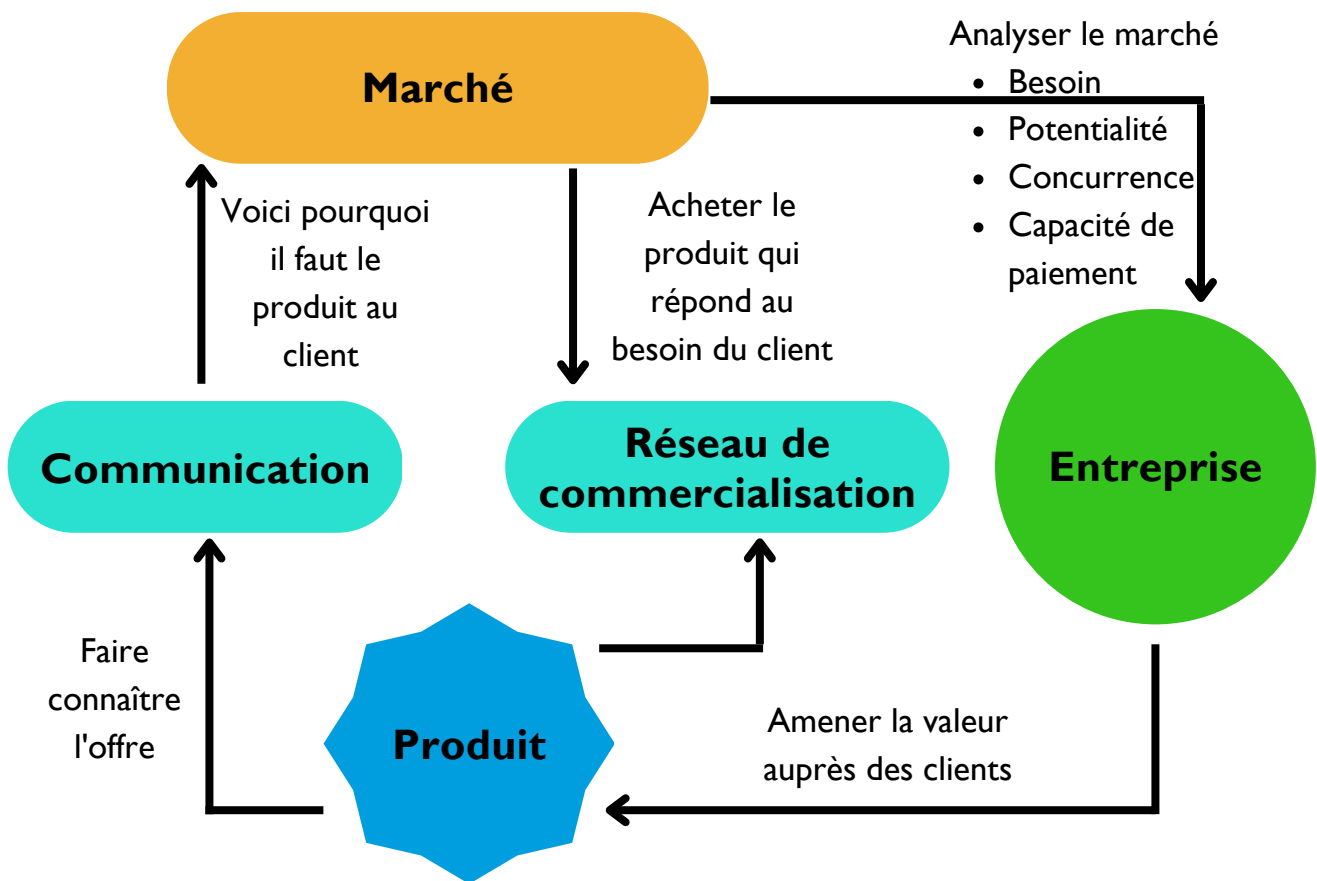 Analyser le marché
• Besoin
• Potentialité
• Concurrence
• Capacité de
paiement
Marché
Voici pourquoi
il faut le
produit au
client
Acheter le
produit qui
répond au
besoin du client
Communication
Réseau de
commercialisation
Entreprise
Faire
connaître
l'offre
Produit
Amener la valeur
auprès des clients